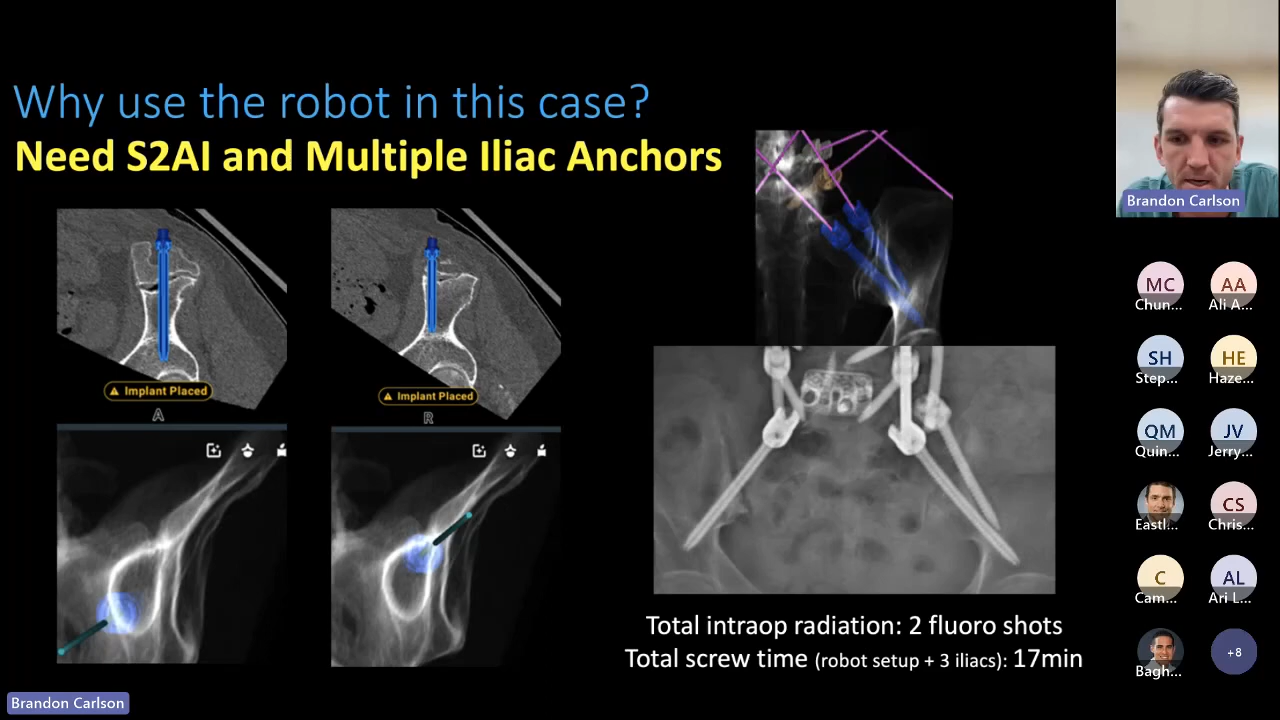 Why use the robot in this case?
Need S2AI and Multiple Iliac Anchors
Implant Placed
A
Implant Placed
R
Total intraop radiation: 2 fluoro shots
Total screw time (robot setup + 3 iliacs): 17min
Brandon Carlson
Brandon Carlson
MC
Chun...
AA
Ali A...
SH
Step...
HE
Haze...
QM
Quin...
JV
Jerry...
Eastl...
CS
Chris...
C
Cam...
AL
Ari L...
Bagh...
+8